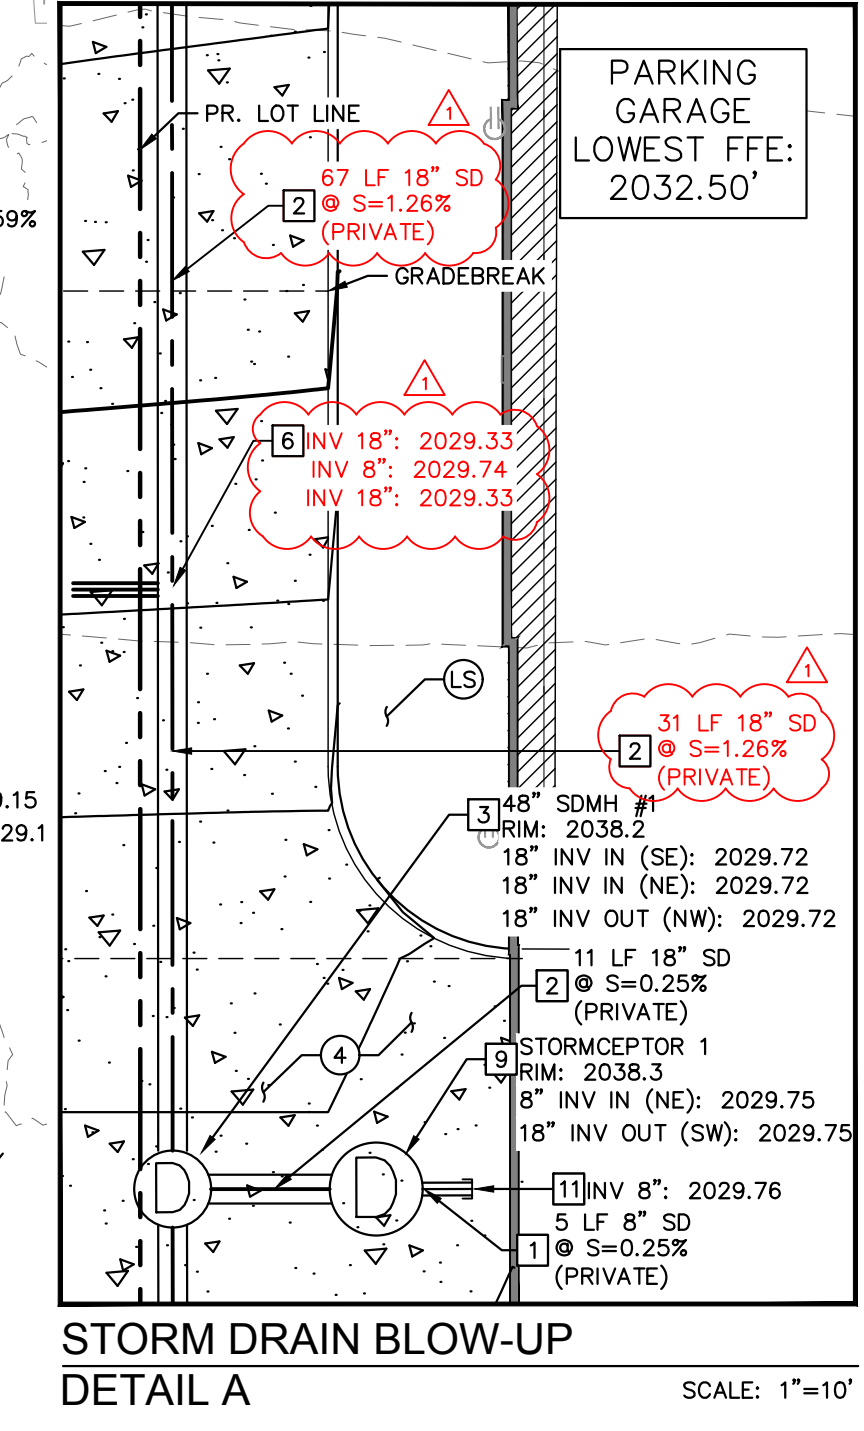 PARKING
GARAGE
LOWEST FFE:
2032.50'
1
PR. LOT LINE
59%
2
67 LF 18" SD
@ S=1.26%
(PRIVATE)
GRADEBREAK
1
6
INV 18": 2029.33
INV 8": 2029.74
INV 18": 2029.33
LS
1
2
31 LF 18" SD
@ S=1.26%
(PRIVATE)
9.15
29.1
3
48" SDMH #1
RIM: 2038.2
18" INV IN (SE): 2029.72
18" INV IN (NE): 2029.72
18" INV OUT (NW): 2029.72
2
11 LF 18" SD
@ S=0.25%
(PRIVATE)
4
9
STORMCEPTOR 1
RIM: 2038.3
8" INV IN (NE): 2029.75
18" INV OUT (SW): 2029.75
D
D
11
INV 8": 2029.76
1
5 LF 8" SD
@ S=0.25%
(PRIVATE)
STORM DRAIN BLOW-UP
DETAIL A
SCALE: 1"=10'